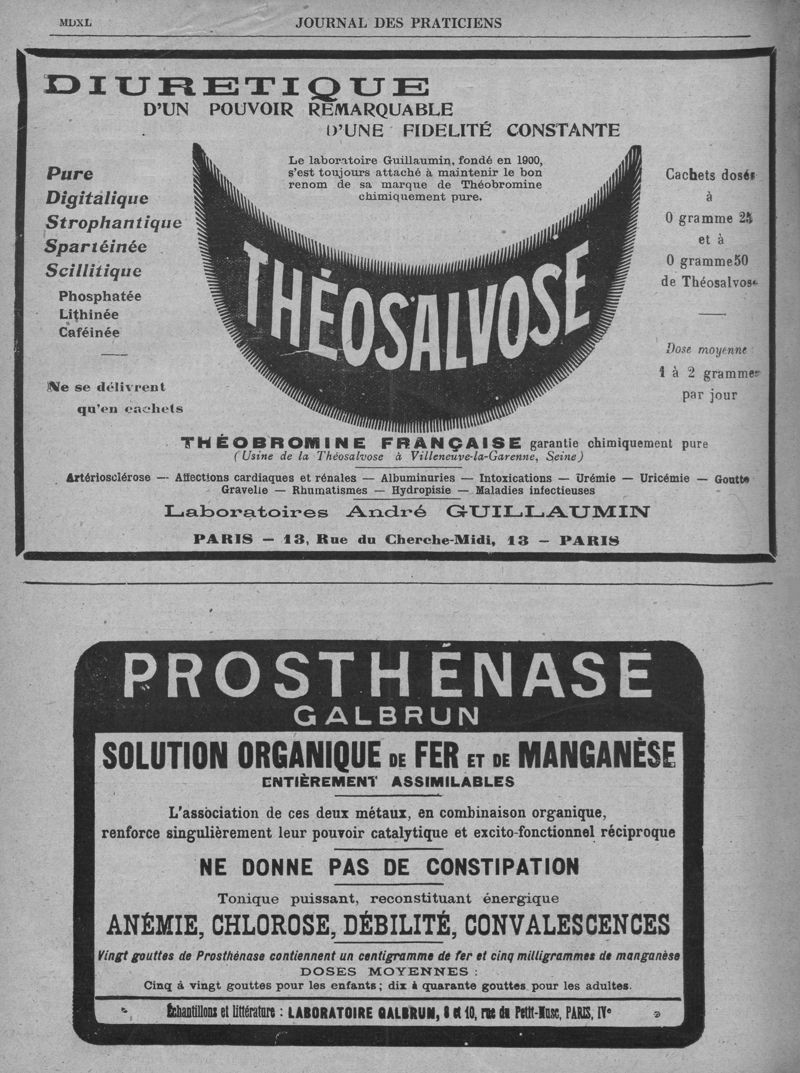 MDXL JOURNAL DES PRATICIENS
DIURETIQUE
D'UN POUVOIR REMARQUABLE
D'UNE FIDELITÉ CONSTANTE
Le laboratoire Guillaumin, fondé en 1900,
s'est toujours attaché à maintenir le bon
renom de sa marque de Théobromine
chimiquement pure.
Pure
Digitalique
Strophantique
Spartéinée
Scillitique
Phosphatée
Lithinée
Caféinée
Ne se délivrent
qu'en cachets
THÉOSALVOSE
Cachets dosés
à
0 gramme 25
et à
0 gramme 50
de Théosalvose
Dose moyenne :
1 à 2 grammes
par jour
THÉOBROMINE FRANÇAISE garantie chimiquement pure
(Usine de la Théosalvose à Villeneuve-la-Garenne, Seine)
Artériosclérose — Affections cardiaques et rénales — Albuminuries — Intoxications — Urémie — Uricémie — Goutte
Gravelie — Rhumatismes — Hydropisie — Maladies infectieuses
Laboratoires André GUILLAUMIN
PARIS — 13, Rue du Cherche-Midi, 13 — PARIS
PROSTHÉNASE
GALBRUN
SOLUTION ORGANIQUE DE FER ET DE MANGANÈSE
ENTIÈREMENT ASSIMILABLES
L'association de ces deux métaux, en combinaison organique,
renforce singulièrement leur pouvoir catalytique et excito-fonctionnel réciproque
NE DONNE PAS DE CONSTIPATION
Tonique puissant, reconstituant énergique
ANÉMIE, CHLOROSE, DÉBILITÉ, CONVALESCENCES
Vingt gouttes de Prosthénase contiennent un centigramme de fer et cinq milligrammes de manganèse
DOSES MOYENNES :
Cinq à vingt gouttes pour les enfants ; dix à quarante gouttes pour les adultes.
Échantillons et littérature : LABORATOIRE GALBRUN, 8 et 10, rue du Petit-Musc, PARIS, IVe